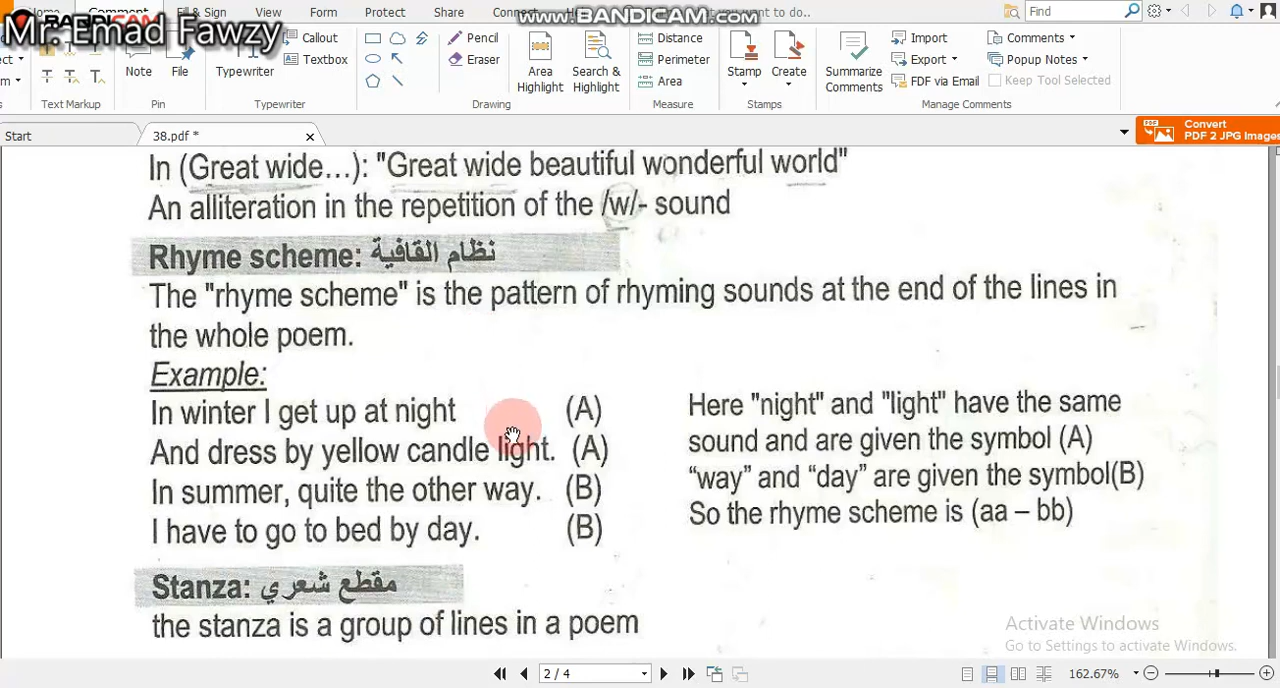 Home Comment Fill & Sign View Form Protect Share Connect to do.. Find
WWW.BANDICAM.COM
BANDICAM
Mr. Emad Fawzy
Callout Pencil Distance Import Comments
Note File Typewriter Textbox Eraser Area Highlight Search & Highlight Perimeter Stamp Create Summarize Comments Export Popup Notes
Area FDF via Email Keep Tool Selected
Text Markup Pin Typewriter Drawing Measure Stamps Manage Comments
Start 38.pdf * Convert
PDF 2 JPG Images
In (Great wide...): "Great wide beautiful wonderful world"
An alliteration in the repetition of the /w/- sound
Rhyme scheme: نظام القافية
The "rhyme scheme" is the pattern of rhyming sounds at the end of the lines in
the whole poem.
Example:
In winter I get up at night (A)
And dress by yellow candle light. (A)
In summer, quite the other way. (B)
I have to go to bed by day. (B)
Here "night" and "light" have the same
sound and are given the symbol (A)
“way” and “day” are given the symbol(B)
So the rhyme scheme is (aa – bb)
Stanza: مقطع شعري
the stanza is a group of lines in a poem
Activate Windows
Go to Settings to activate Windows.
2 / 4 162.67%